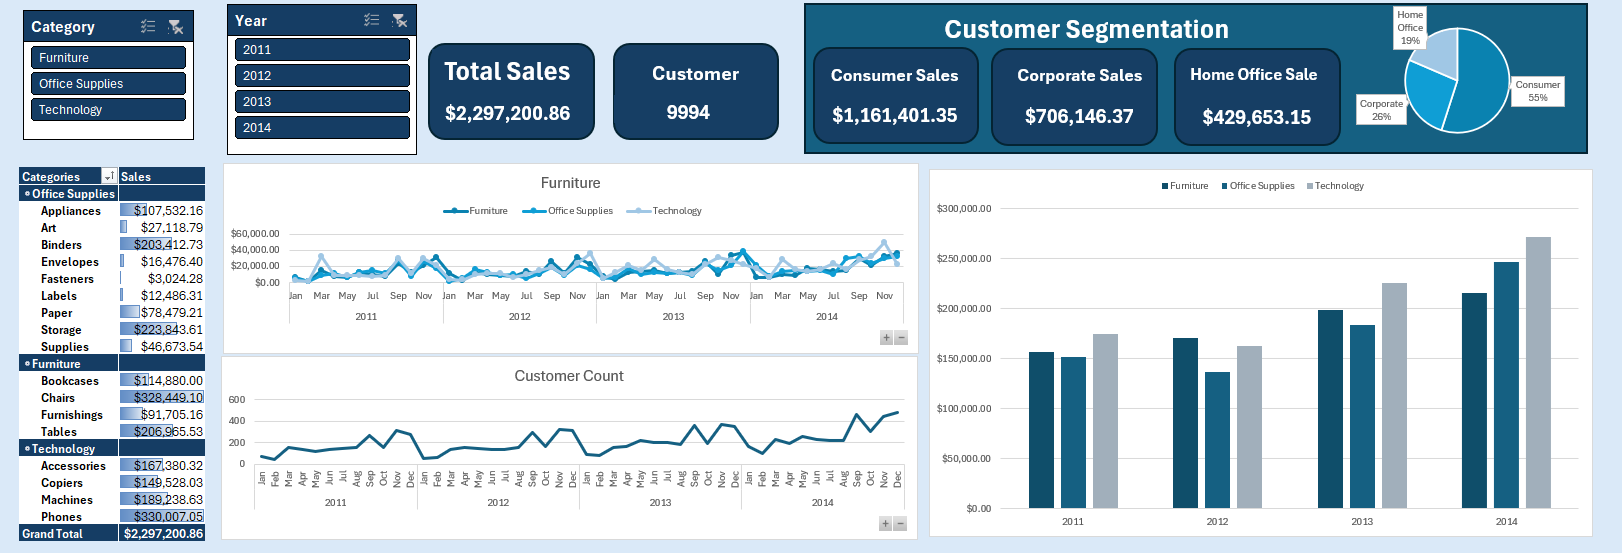 Category
Furniture
Office Supplies
Technology
Year
2011
2012
2013
2014
Total Sales
$2,297,200.86
Customer
9994
Customer Segmentation
Consumer Sales
$1,161,401.35
Corporate Sales
$706,146.37
Home Office Sale
$429,653.15
Home
Office
19%
Consumer
55%
Corporate
26%
Categories Sales
Office Supplies
Appliances $107,532.16
Art $27,118.79
Binders $203,412.73
Envelopes $16,476.40
Fasteners $3,024.28
Labels $12,486.31
Paper $78,479.21
Storage $223,843.61
Supplies $46,673.54
Furniture
Bookcases $114,880.00
Chairs $328,449.10
Furnishings $91,705.16
Tables $206,965.53
Technology
Accessories $167,380.32
Copiers $149,528.03
Machines $189,238.63
Phones $330,007.05
Grand Total $2,297,200.86
Furniture
Furniture Office Supplies Technology
$60,000.00
$40,000.00
$20,000.00
$0.00
Jan Mar May Jul Sep Nov Jan Mar May Jul Sep Nov Jan Mar May Jul Sep Nov Jan Mar May Jul Sep Nov
2011 2012 2013 2014
+ −
Customer Count
600
400
200
0
Jan Feb Mar Apr May Jun Jul Aug Sep Oct Nov Dec Jan Feb Mar Apr May Jun Jul Aug Sep Oct Nov Dec Jan Feb Mar Apr May Jun Jul Aug Sep Oct Nov Dec Jan Feb Mar Apr May Jun Jul Aug Sep Oct Nov Dec
2011 2012 2013 2014
+ −
Furniture Office Supplies Technology
$300,000.00
$250,000.00
$200,000.00
$150,000.00
$100,000.00
$50,000.00
$0.00
2011 2012 2013 2014